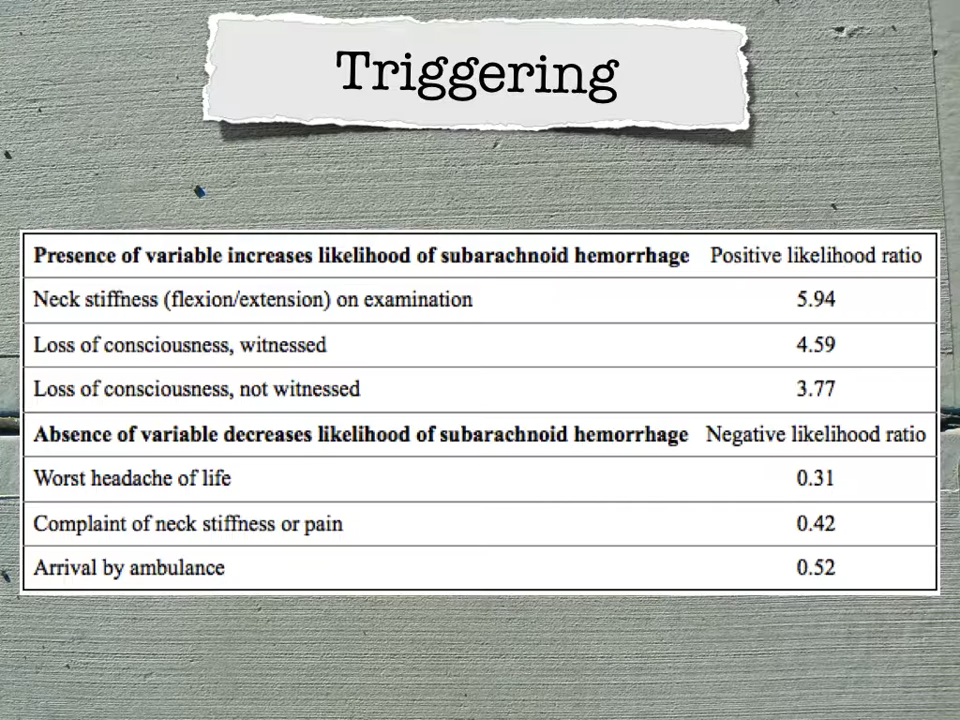 Triggering
Presence of variable increases likelihood of subarachnoid hemorrhage Positive likelihood ratio
Neck stiffness (flexion/extension) on examination 5.94
Loss of consciousness, witnessed 4.59
Loss of consciousness, not witnessed 3.77
Absence of variable decreases likelihood of subarachnoid hemorrhage Negative likelihood ratio
Worst headache of life 0.31
Complaint of neck stiffness or pain 0.42
Arrival by ambulance 0.52